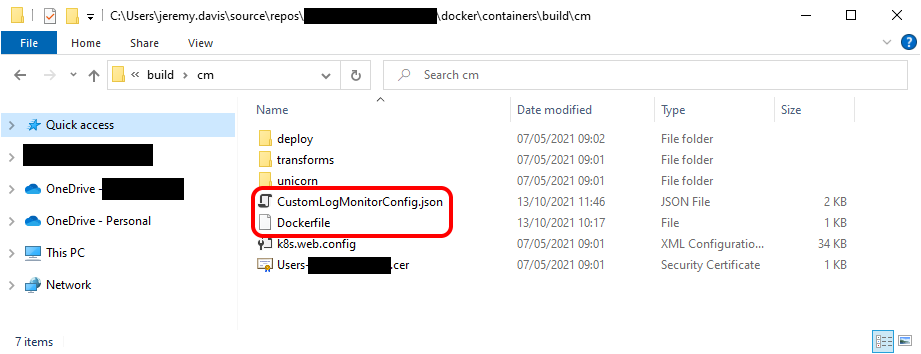 C:\Users\jeremy.davis\source\repos\ \docker\containers\build\cm
File Home Share View
build cm Search cm
Name Date modified Type Size
Quick access
OneDrive -
OneDrive - Personal
This PC
Network
deploy 07/05/2021 09:02 File folder
transforms 07/05/2021 09:01 File folder
unicorn 07/05/2021 09:01 File folder
CustomLogMonitorConfig.json 13/10/2021 11:46 JSON File 2 KB
Dockerfile 13/10/2021 10:17 File 1 KB
k8s.web.config 07/05/2021 09:01 XML Configuratio... 34 KB
Users- .cer 07/05/2021 09:01 Security Certificate 1 KB
7 items